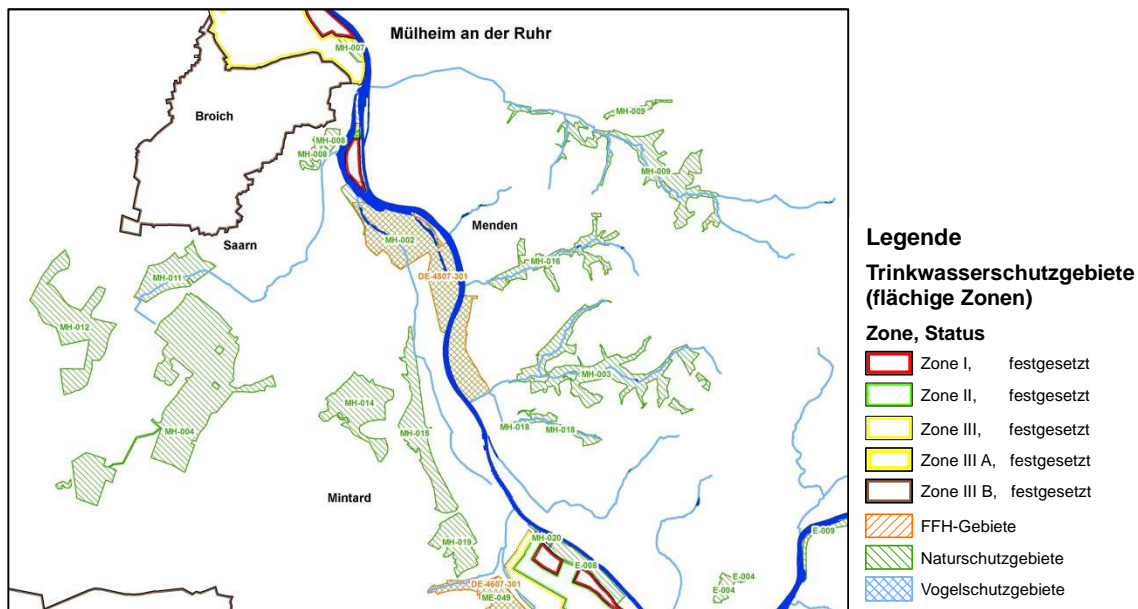 Mülheim an der Ruhr
MH-007
Broich
MH-009
MH-008
MH-008
MH-009
Menden
Saarn
MH-002
MH-016
MH-011
DE-4507-301
MH-012
MH-003
MH-014
MH-015
MH-018
MH-018
MH-004
Mintard
MH-019
MH-020
E-009
E-008
E-004
E-004
DE-4607-301
ME-049
Legende
Trinkwasserschutzgebiete
(flächige Zonen)
Zone, Status
Zone I, festgesetzt
Zone II, festgesetzt
Zone III, festgesetzt
Zone III A, festgesetzt
Zone III B, festgesetzt
FFH-Gebiete
Naturschutzgebiete
Vogelschutzgebiete